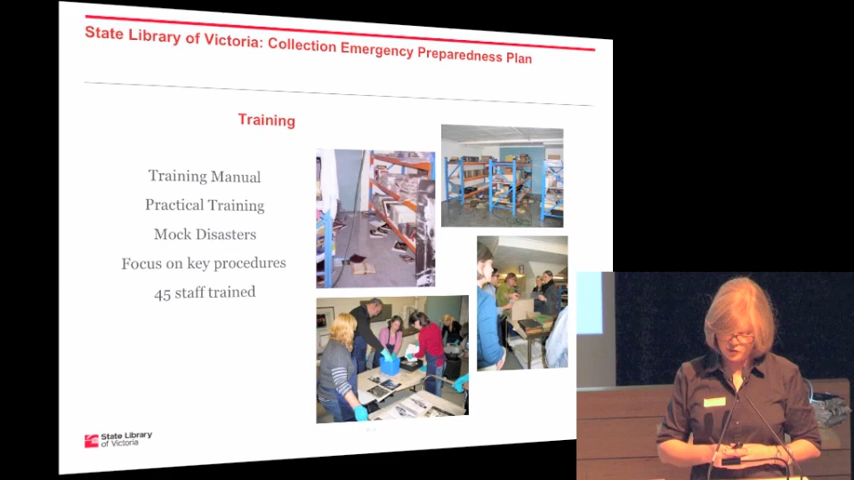 State Library of Victoria: Collection Emergency Preparedness Plan
Training
Training Manual
Practical Training
Mock Disasters
Focus on key procedures
45 staff trained
State Library
of Victoria